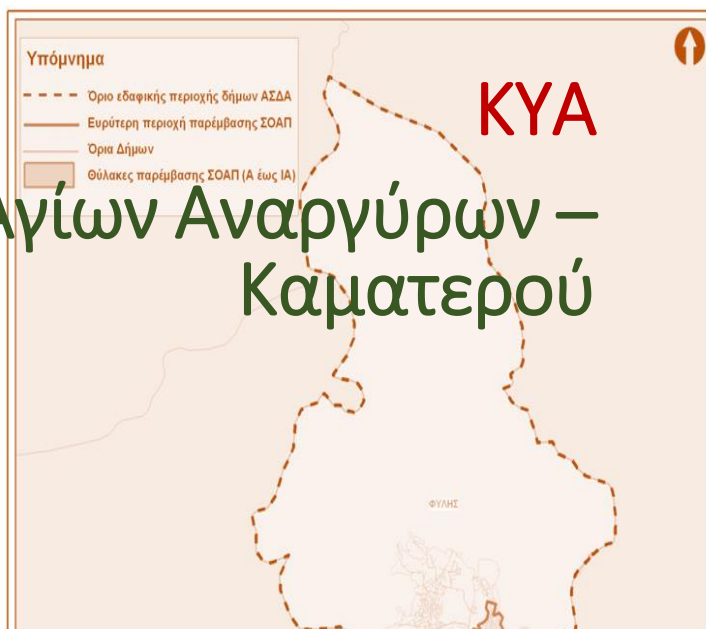 Υπόμνημα
Όριο εδαφικής περιοχής δήμων ΑΣΔΑ
Ευρύτερη περιοχή παρέμβασης ΣΟΑΠ
Όρια Δήμων
Θύλακες παρέμβασης ΣΟΑΠ (Α έως ΙΑ)
ΚΥΑ
Αγίων Αναργύρων –
Καματερού
ΦΥΛΗΣ